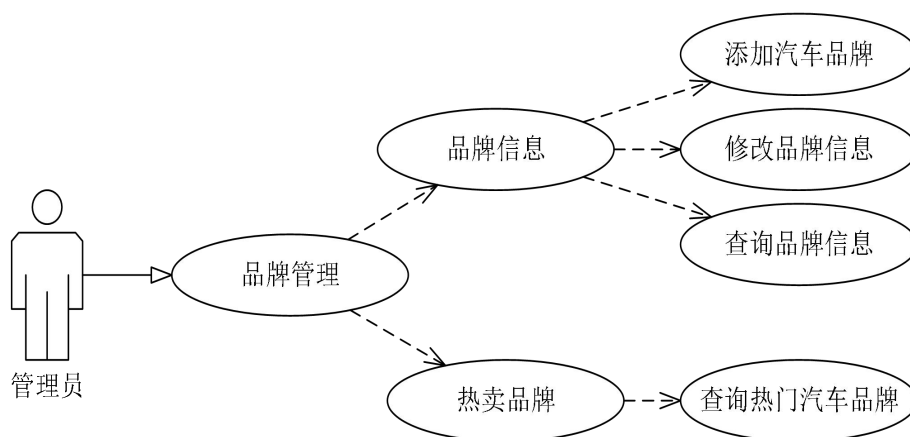 添加汽车品牌
品牌信息
修改品牌信息
查询品牌信息
品牌管理
管理员
热卖品牌
查询热门汽车品牌